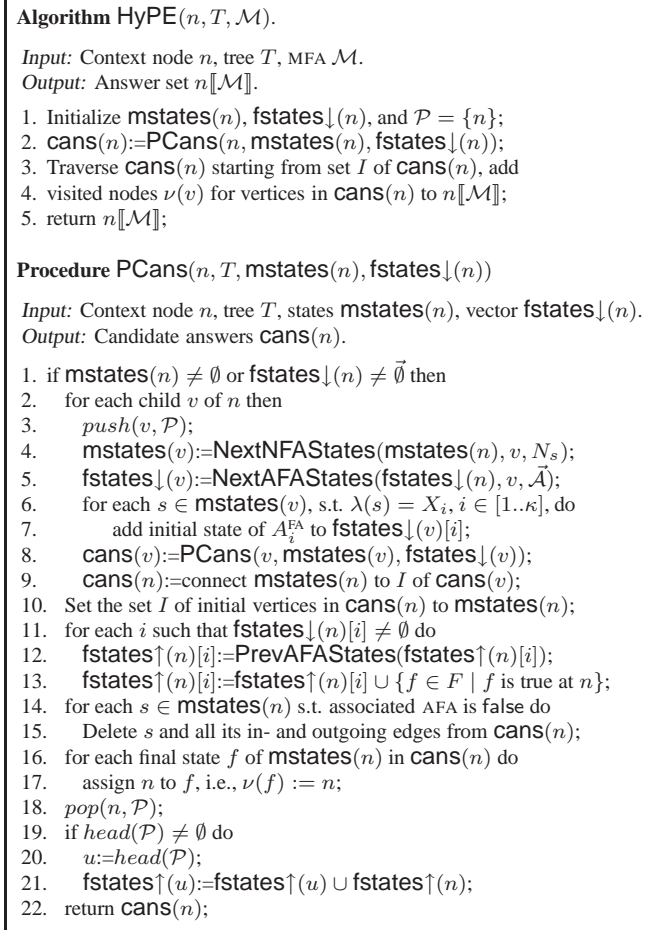 Algorithm HyPE(n, T, ℳ).
Input: Context node n, tree T, MFA ℳ.
Output: Answer set n⟦ℳ⟧.
1. Initialize mstates(n), fstates↓(n), and 𝒫 = {n};
2. cans(n):=PCans(n, mstates(n), fstates↓(n));
3. Traverse cans(n) starting from set I of cans(n), add
4. visited nodes ν(v) for vertices in cans(n) to n⟦ℳ⟧;
5. return n⟦ℳ⟧;
Procedure PCans(n, T, mstates(n), fstates↓(n))
Input: Context node n, tree T, states mstates(n), vector fstates↓(n).
Output: Candidate answers cans(n).
1. if mstates(n) ≠ ∅ or fstates↓(n) ≠ ∅⃗ then
2. for each child v of n then
3. push(v, 𝒫);
4. mstates(v):=NextNFAStates(mstates(n), v, Nₛ);
5. fstates↓(v):=NextAFAStates(fstates↓(n), v, 𝒜⃗);
6. for each s ∈ mstates(v), s.t. λ(s) = Xᵢ, i ∈ [1..κ], do
7. add initial state of Aᵢ^FA to fstates↓(v)[i];
8. cans(v):=PCans(v, mstates(v), fstates↓(v));
9. cans(n):=connect mstates(n) to I of cans(v);
10. Set the set I of initial vertices in cans(n) to mstates(n);
11. for each i such that fstates↓(n)[i] ≠ ∅ do
12. fstates↑(n)[i]:=PrevAFAStates(fstates↑(n)[i]);
13. fstates↑(n)[i]:=fstates↑(n)[i] ∪ {f ∈ F | f is true at n};
14. for each s ∈ mstates(n) s.t. associated AFA is false do
15. Delete s and all its in- and outgoing edges from cans(n);
16. for each final state f of mstates(n) in cans(n) do
17. assign n to f, i.e., ν(f) := n;
18. pop(n, 𝒫);
19. if head(𝒫) ≠ ∅ do
20. u:=head(𝒫);
21. fstates↑(u):=fstates↑(u) ∪ fstates↑(n);
22. return cans(n);